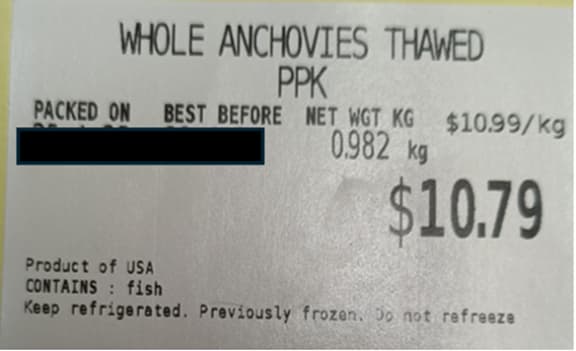 WHOLE ANCHOVIES THAWED
PPK
PACKED ON BEST BEFORE NET WGT KG $10.99/kg
0.982 kg
$10.79
Product of USA
CONTAINS : fish
Keep refrigerated. Previously frozen. Do not refreeze